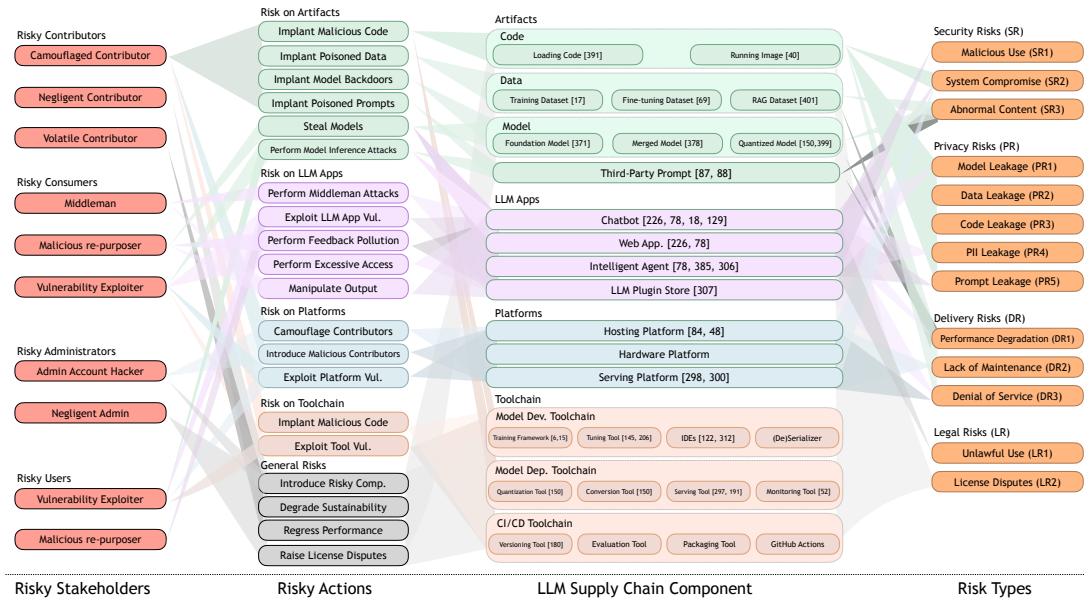 Risky Contributors
Camouflaged Contributor
Negligent Contributor
Volatile Contributor
Risky Consumers
Middleman
Malicious re-purposer
Vulnerability Exploiter
Risky Administrators
Admin Account Hacker
Negligent Admin
Risky Users
Vulnerability Exploiter
Malicious re-purposer
Risky Stakeholders
Risk on Artifacts
Implant Malicious Code
Implant Poisoned Data
Implant Model Backdoors
Implant Poisoned Prompts
Steal Models
Perform Model Inference Attacks
Risk on LLM Apps
Perform Middleman Attacks
Exploit LLM App Vul.
Perform Feedback Pollution
Perform Excessive Access
Manipulate Output
Risk on Platforms
Camouflage Contributors
Introduce Malicious Contributors
Exploit Platform Vul.
Risk on Toolchain
Implant Malicious Code
Exploit Tool Vul.
General Risks
Introduce Risky Comp.
Degrade Sustainability
Regress Performance
Raise License Disputes
Risky Actions
Artifacts
Code
Loading Code [391]
Running Image [40]
Data
Training Dataset [17]
Fine-tuning Dataset [69]
RAG Dataset [401]
Model
Foundation Model [371]
Merged Model [378]
Quantized Model [150,399]
Third-Party Prompt [87, 88]
LLM Apps
Chatbot [226, 78, 18, 129]
Web App. [226, 78]
Intelligent Agent [78, 385, 306]
LLM Plugin Store [307]
Platforms
Hosting Platform [84, 48]
Hardware Platform
Serving Platform [298, 300]
Toolchain
Model Dev. Toolchain
Training Framework [6,15]
Tuning Tool [145, 206]
IDEs [122, 312]
(De)Serializer
Model Dep. Toolchain
Quantization Tool [150]
Conversion Tool [150]
Serving Tool [297, 191]
Monitoring Tool [52]
CI/CD Toolchain
Versioning Tool [180]
Evaluation Tool
Packaging Tool
GitHub Actions
LLM Supply Chain Component
Security Risks (SR)
Malicious Use (SR1)
System Compromise (SR2)
Abnormal Content (SR3)
Privacy Risks (PR)
Model Leakage (PR1)
Data Leakage (PR2)
Code Leakage (PR3)
PII Leakage (PR4)
Prompt Leakage (PR5)
Delivery Risks (DR)
Performance Degradation (DR1)
Lack of Maintenance (DR2)
Denial of Service (DR3)
Legal Risks (LR)
Unlawful Use (LR1)
License Disputes (LR2)
Risk Types